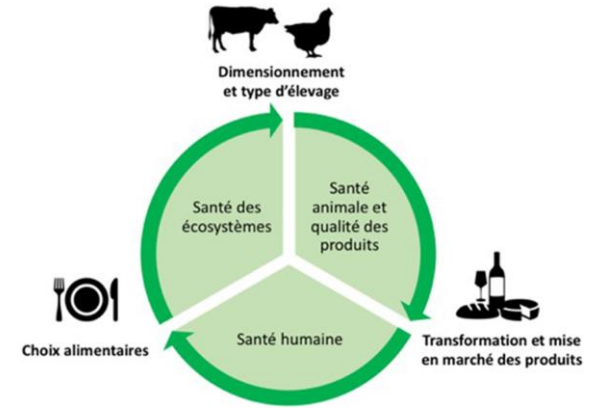 Dimensionnement
et type d'élevage
Santé des
écosystèmes
Santé
animale et
qualité des
produits
Santé humaine
Choix alimentaires
Transformation et mise
en marché des produits